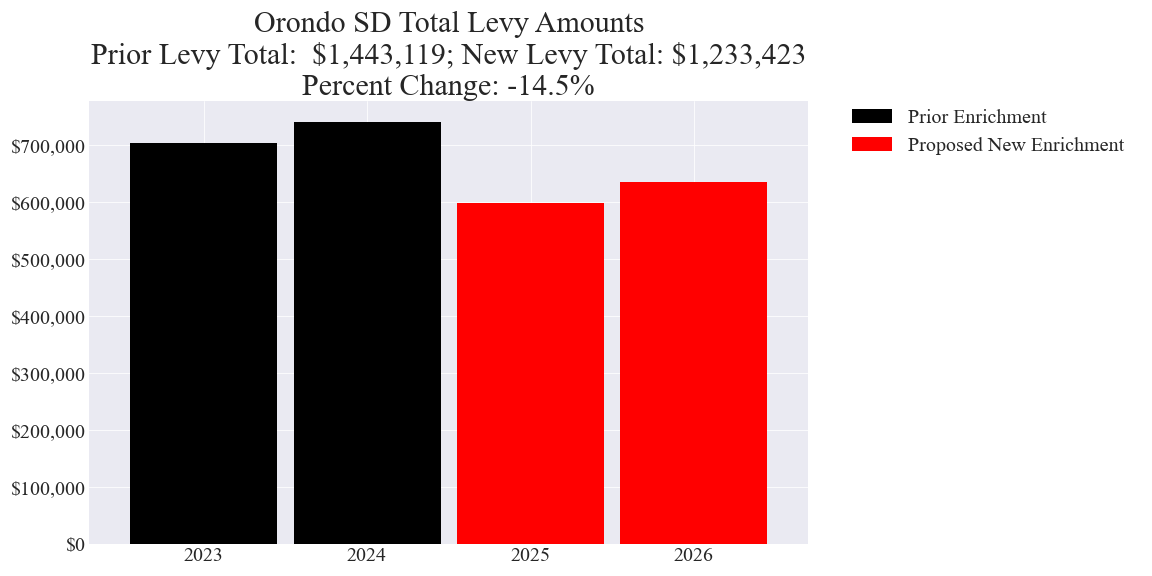 Orondo SD Total Levy Amounts
Prior Levy Total:  $1,443,119; New Levy Total: $1,233,423
Percent Change: -14.5%
Prior Enrichment
Proposed New Enrichment
$700,000
$600,000
$500,000
$400,000
$300,000
$200,000
$100,000
$0
2023
2024
2025
2026